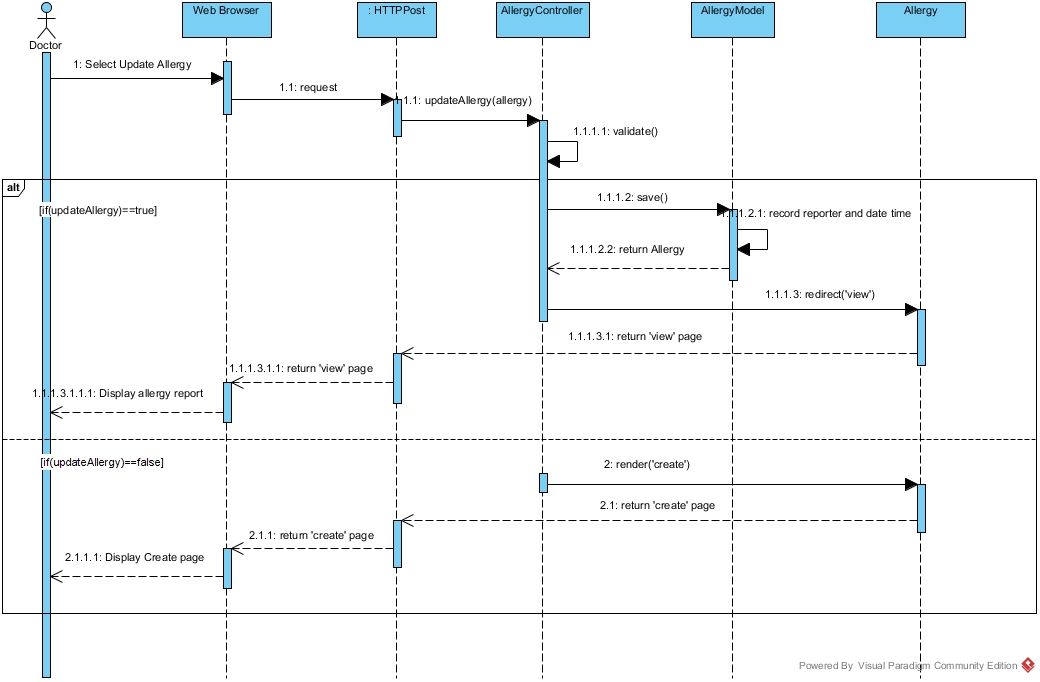 Web Browser
: HTTPPost
AllergyController
AllergyModel
Allergy
Doctor
1: Select Update Allergy
1.1: request
1.1: updateAllergy(allergy)
1.1.1.1: validate()
alt
[if(updateAllergy)==true]
1.1.1.2: save()
1.1.1.2.1: record reporter and date time
1.1.1.2.2: return Allergy
1.1.1.3: redirect('view')
1.1.1.3.1: return 'view' page
1.1.1.3.1.1: return 'view' page
1.1.1.3.1.1.1: Display allergy report
[if(updateAllergy)==false]
2: render('create')
2.1: return 'create' page
2.1.1: return 'create' page
2.1.1.1: Display Create page
Powered By Visual Paradigm Community Edition